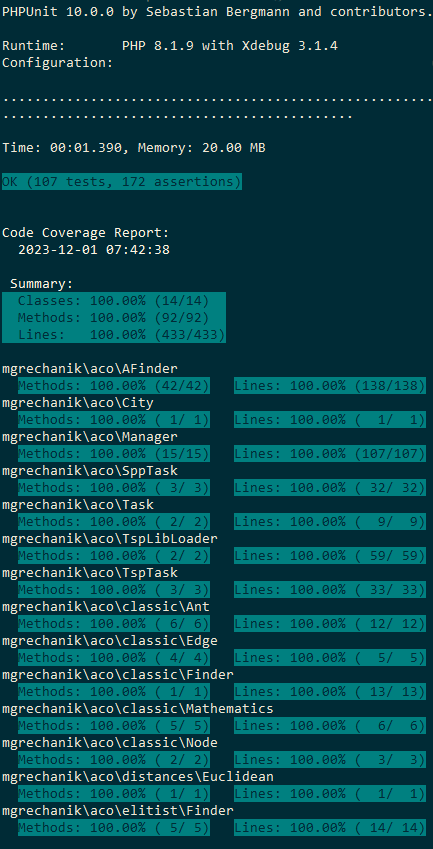 PHPUnit 10.0.0 by Sebastian Bergmann and contributors.
Runtime:       PHP 8.1.9 with Xdebug 3.1.4
Configuration:
......................................................
............................................
Time: 00:01.390, Memory: 20.00 MB
OK (107 tests, 172 assertions)
Code Coverage Report:
  2023-12-01 07:42:38
 Summary:
  Classes: 100.00% (14/14)
  Methods: 100.00% (92/92)
  Lines:   100.00% (433/433)
mgrechanik\aco\AFinder
  Methods: 100.00% (42/42)   Lines: 100.00% (138/138)
mgrechanik\aco\City
  Methods: 100.00% ( 1/ 1)   Lines: 100.00% (  1/  1)
mgrechanik\aco\Manager
  Methods: 100.00% (15/15)   Lines: 100.00% (107/107)
mgrechanik\aco\SppTask
  Methods: 100.00% ( 3/ 3)   Lines: 100.00% ( 32/ 32)
mgrechanik\aco\Task
  Methods: 100.00% ( 2/ 2)   Lines: 100.00% (  9/  9)
mgrechanik\aco\TspLibLoader
  Methods: 100.00% ( 2/ 2)   Lines: 100.00% ( 59/ 59)
mgrechanik\aco\TspTask
  Methods: 100.00% ( 3/ 3)   Lines: 100.00% ( 33/ 33)
mgrechanik\aco\classic\Ant
  Methods: 100.00% ( 6/ 6)   Lines: 100.00% ( 12/ 12)
mgrechanik\aco\classic\Edge
  Methods: 100.00% ( 4/ 4)   Lines: 100.00% (  5/  5)
mgrechanik\aco\classic\Finder
  Methods: 100.00% ( 1/ 1)   Lines: 100.00% ( 13/ 13)
mgrechanik\aco\classic\Mathematics
  Methods: 100.00% ( 5/ 5)   Lines: 100.00% (  6/  6)
mgrechanik\aco\classic\Node
  Methods: 100.00% ( 2/ 2)   Lines: 100.00% (  3/  3)
mgrechanik\aco\distances\Euclidean
  Methods: 100.00% ( 1/ 1)   Lines: 100.00% (  1/  1)
mgrechanik\aco\elitist\Finder
  Methods: 100.00% ( 5/ 5)   Lines: 100.00% ( 14/ 14)